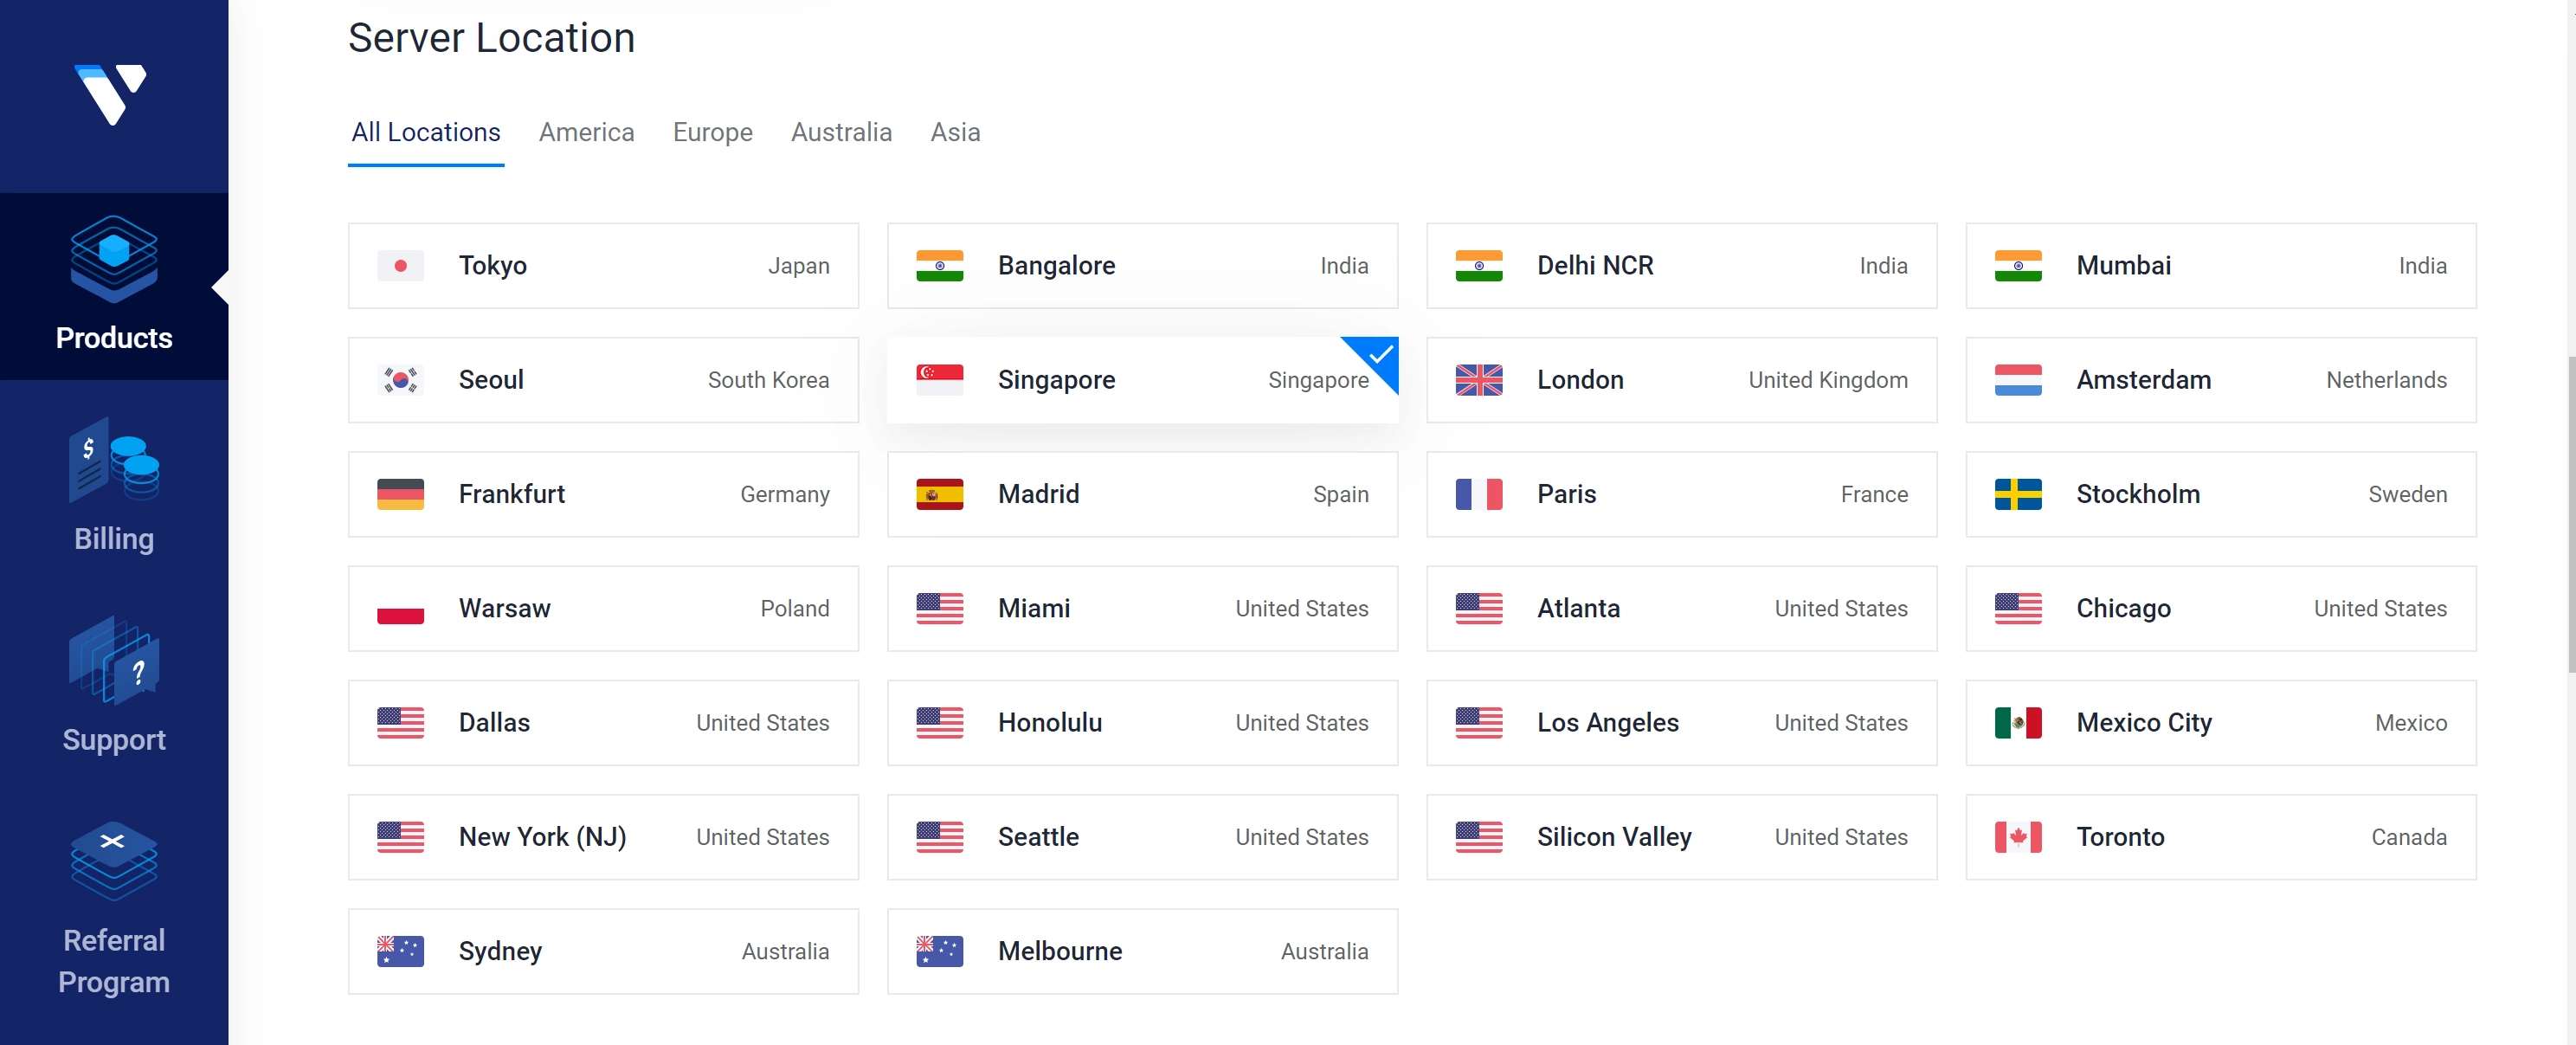 Server Location
All Locations America Europe Australia Asia
Products
Billing
Support
Referral
Program
Tokyo Japan
Bangalore India
Delhi NCR India
Mumbai India
Seoul South Korea
Singapore Singapore
London United Kingdom
Amsterdam Netherlands
Frankfurt Germany
Madrid Spain
Paris France
Stockholm Sweden
Warsaw Poland
Miami United States
Atlanta United States
Chicago United States
Dallas United States
Honolulu United States
Los Angeles United States
Mexico City Mexico
New York (NJ) United States
Seattle United States
Silicon Valley United States
Toronto Canada
Sydney Australia
Melbourne Australia